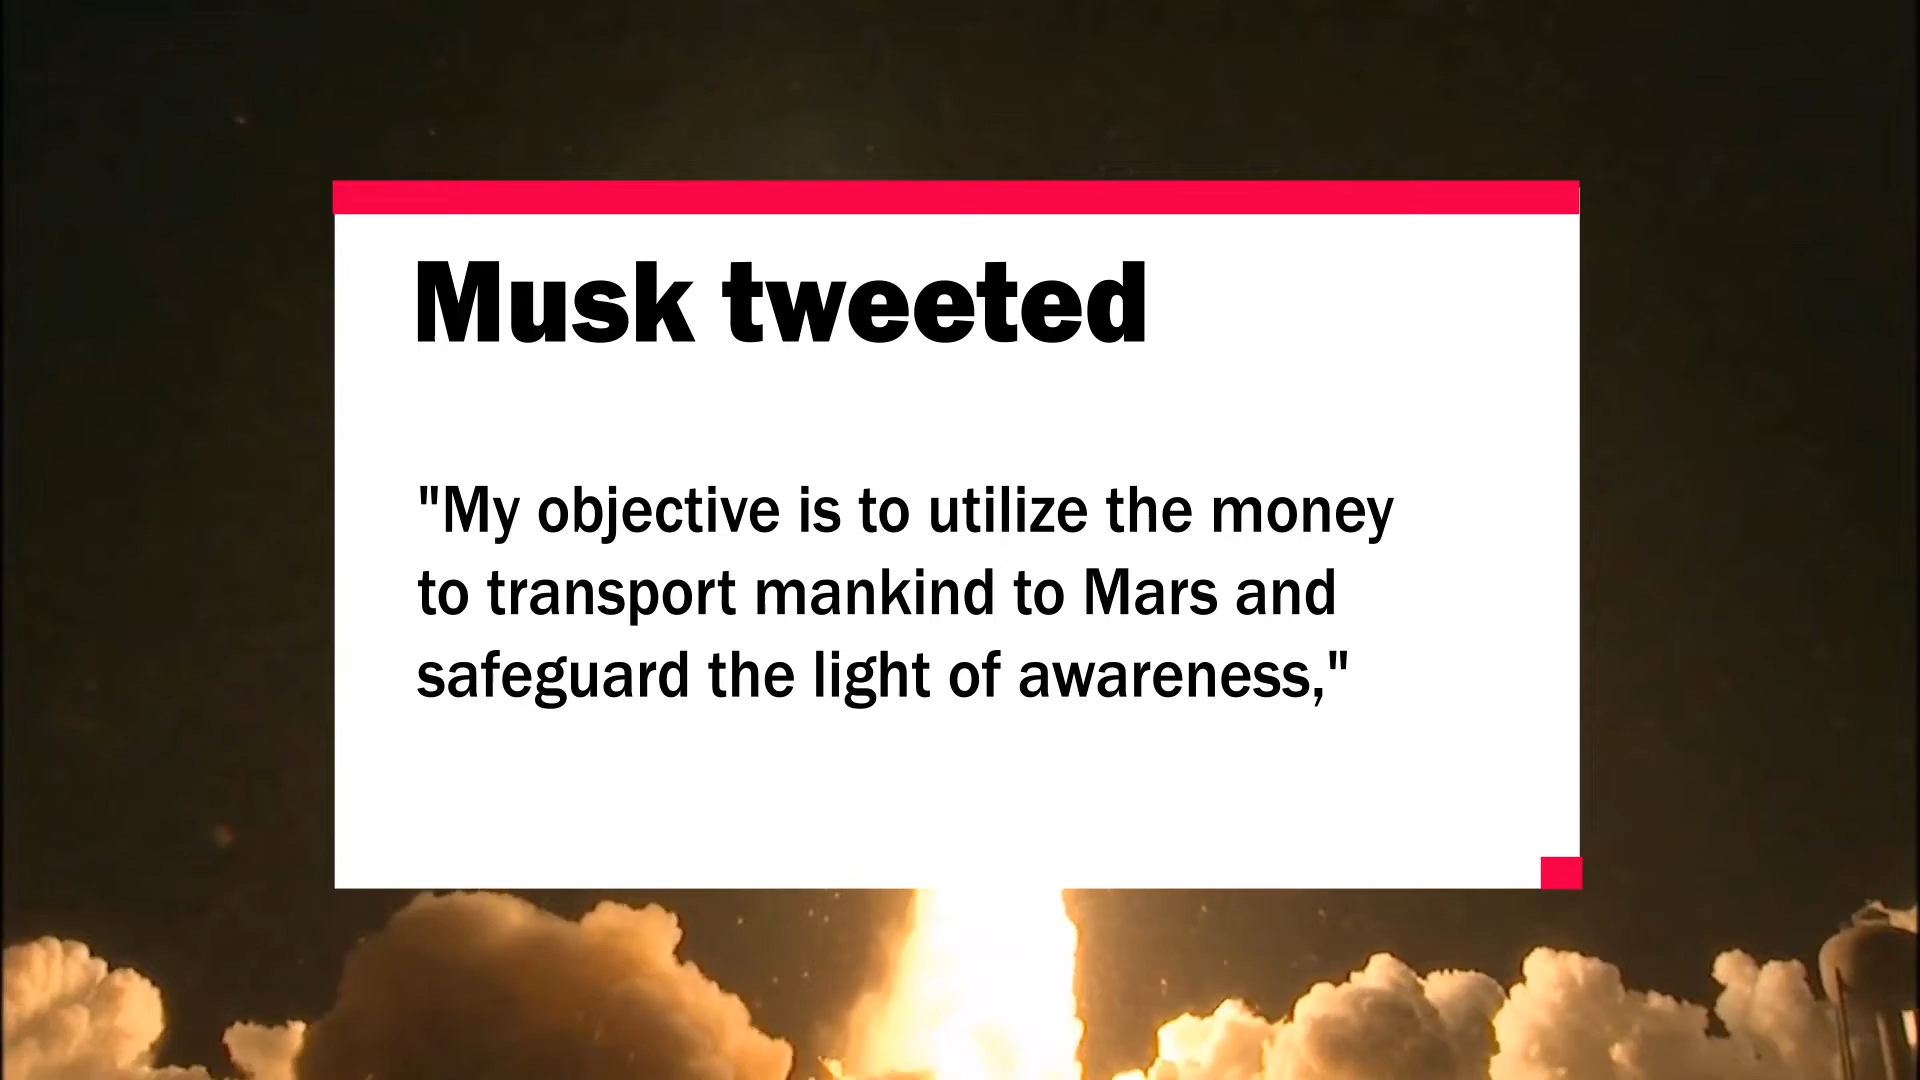 Musk tweeted
"My objective is to utilize the money
to transport mankind to Mars and
safeguard the light of awareness,"